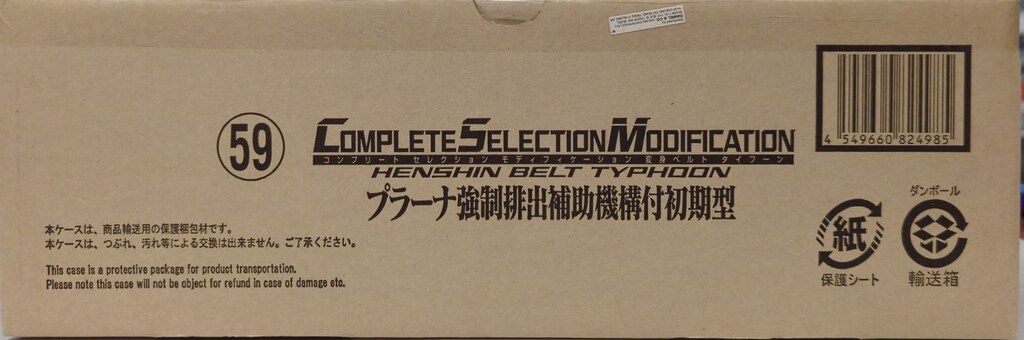 59
COMPLETE SELECTION MODIFICATION
コンプリート セレクション モディフィケーション 変身ベルト タイフーン
HENSHIN BELT TYPHOON
プラーナ強制排出補助機構付初期型
4 549660 824985
本ケースは、商品輸送用の保護梱包材です。
本ケースは、つぶれ、汚れ等による交換は出来ません。ご了承ください。
This case is a protective package for product transportation.
Please note this case will not be object for refund in case of damage etc.
紙
保護シート
ダンボール
輸送箱